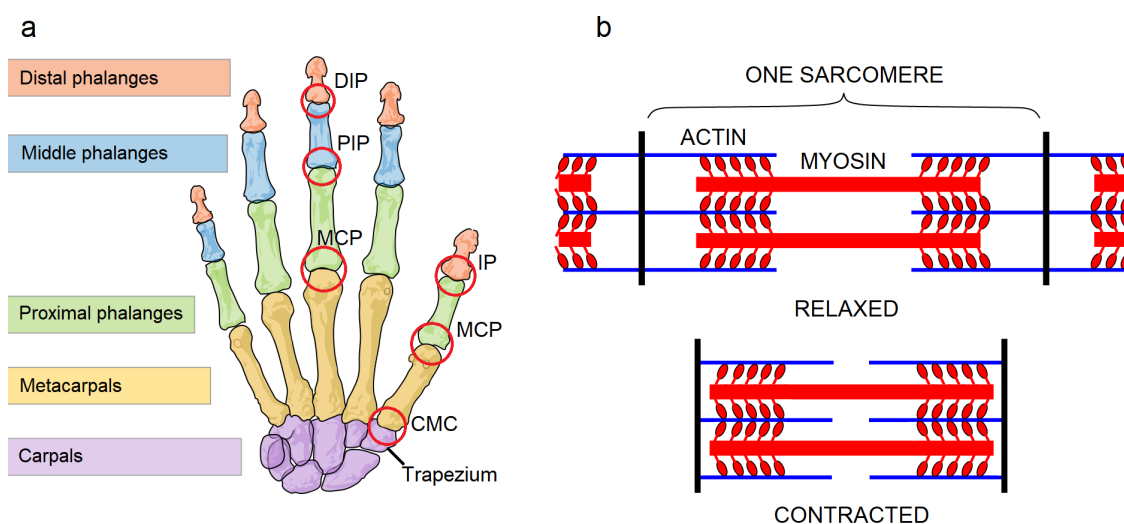 a
Distal phalanges
Middle phalanges
Proximal phalanges
Metacarpals
Carpals
DIP
PIP
MCP
IP
MCP
CMC
Trapezium
b
ONE SARCOMERE
ACTIN
MYOSIN
RELAXED
CONTRACTED